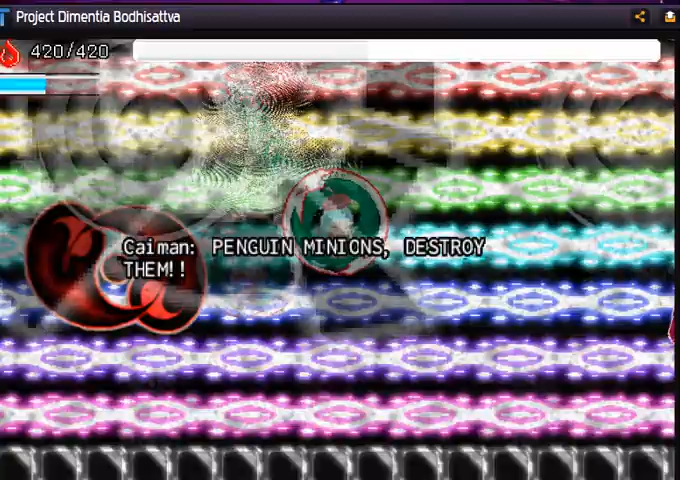 Project Dimentia Bodhisattva
420/420
Caiman: PENGUIN MINIONS, DESTROY
THEM!!